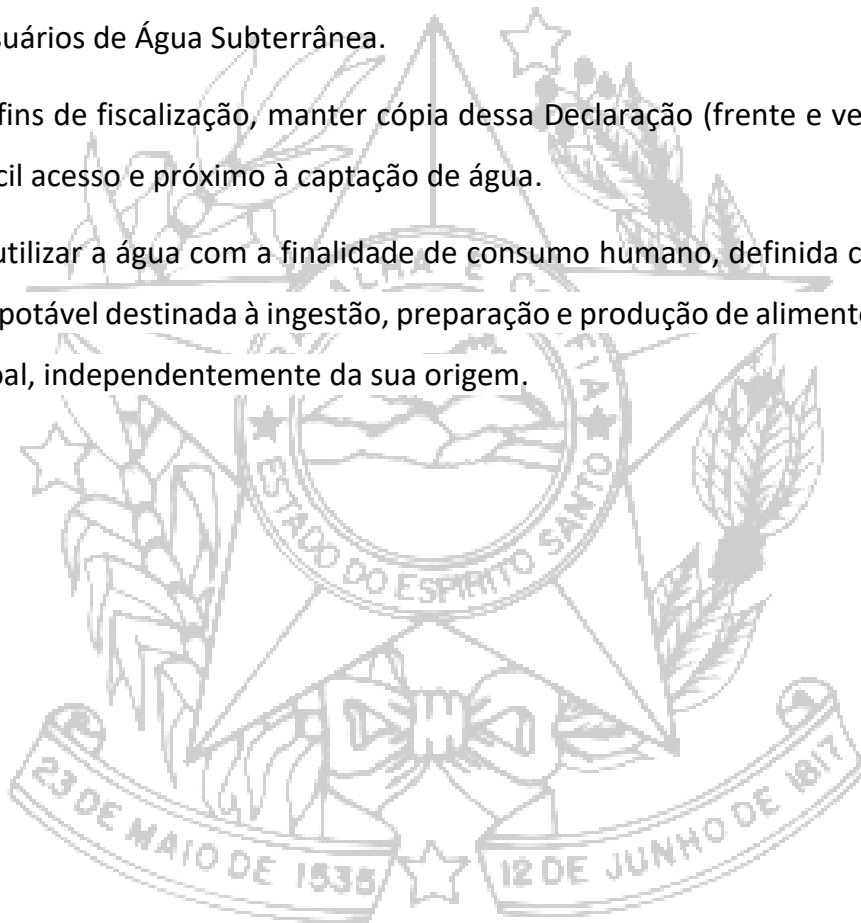 suários de Água Subterrânea.
fins de fiscalização, manter cópia dessa Declaração (frente e ve
cil acesso e próximo à captação de água.
utilizar a água com a finalidade de consumo humano, definida c
potável destinada à ingestão, preparação e produção de aliment
al, independentemente da sua origem.
ESTADO DO ESPIRITO SANTO
23 DE MAIO DE 1535
12 DE JUNHO DE 1817